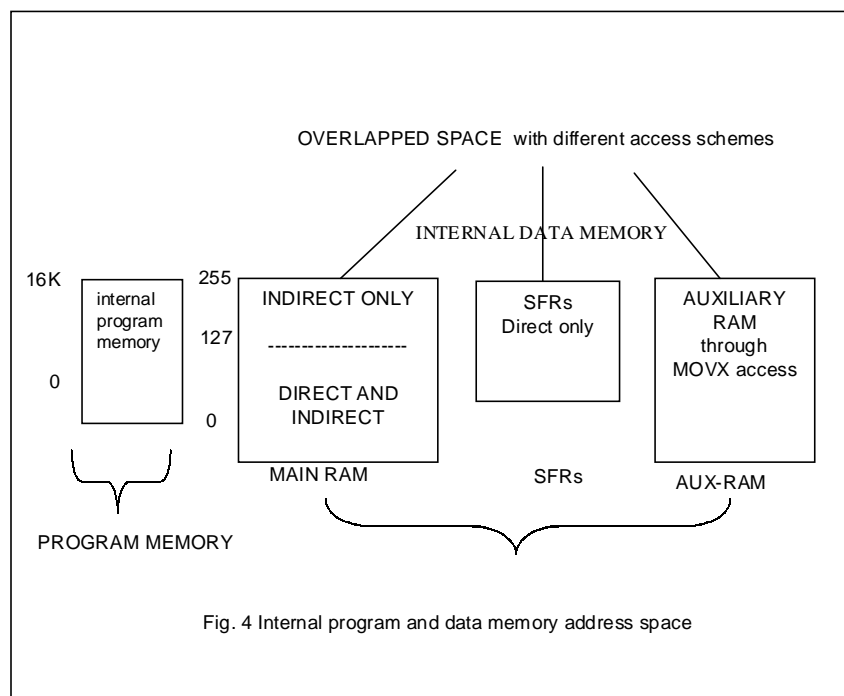 OVERLAPPED SPACE with different access schemes
INTERNAL DATA MEMORY
16K
internal
program
memory
0
255
127
0
INDIRECT ONLY
---------------------
DIRECT AND
INDIRECT
SFRs
Direct only
AUXILIARY
RAM
through
MOVX access
MAIN RAM
SFRs
AUX-RAM
PROGRAM MEMORY
Fig. 4 Internal program and data memory address space